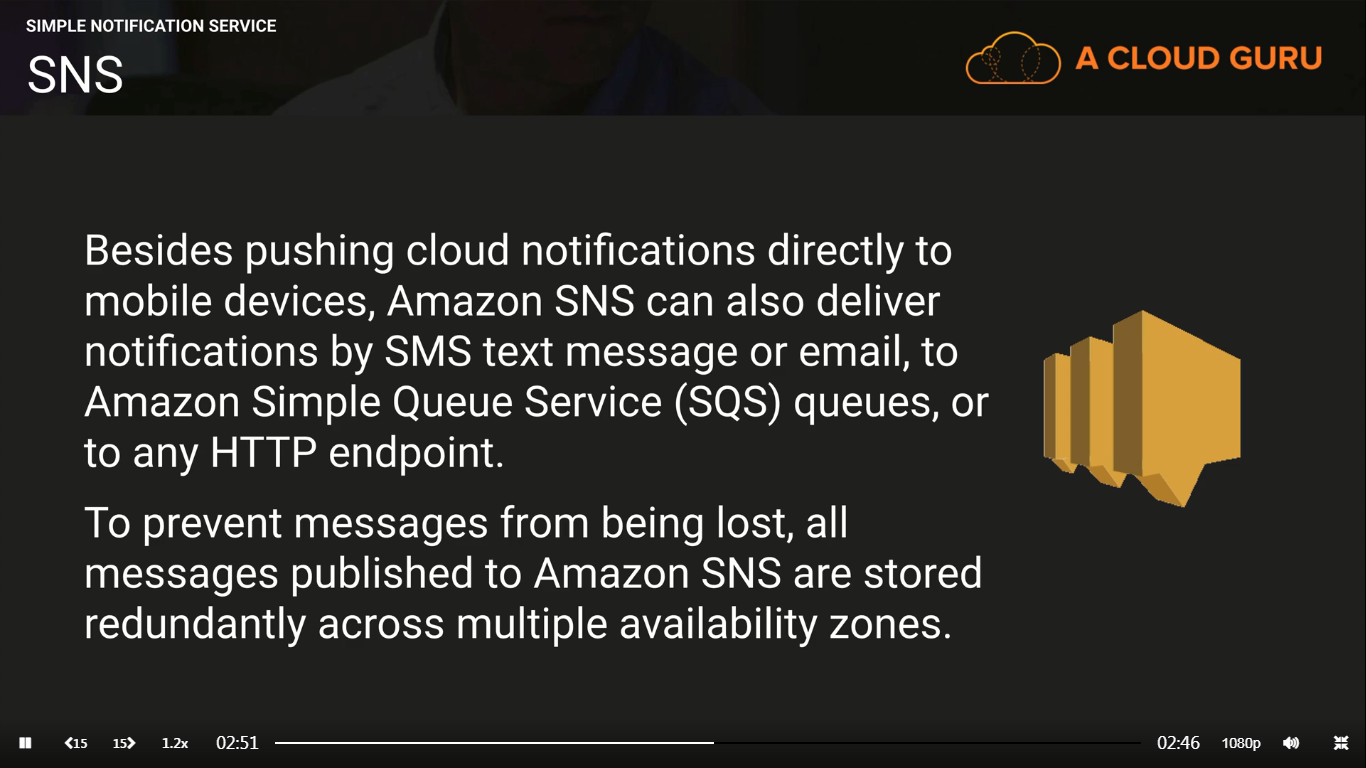 SIMPLE NOTIFICATION SERVICE
SNS
A CLOUD GURU
Besides pushing cloud notifications directly to
mobile devices, Amazon SNS can also deliver
notifications by SMS text message or email, to
Amazon Simple Queue Service (SQS) queues, or
to any HTTP endpoint.
To prevent messages from being lost, all
messages published to Amazon SNS are stored
redundantly across multiple availability zones.
15 15 1.2x 02:51 02:46 1080p